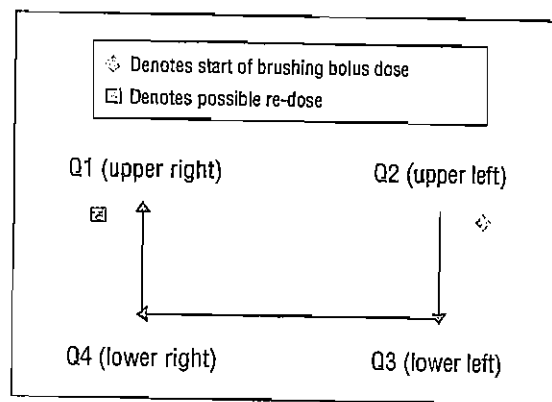 Denotes start of brushing bolus dose
Denotes possible re-dose
Q1 (upper right)
Q2 (upper left)
Q4 (lower right)
Q3 (lower left)